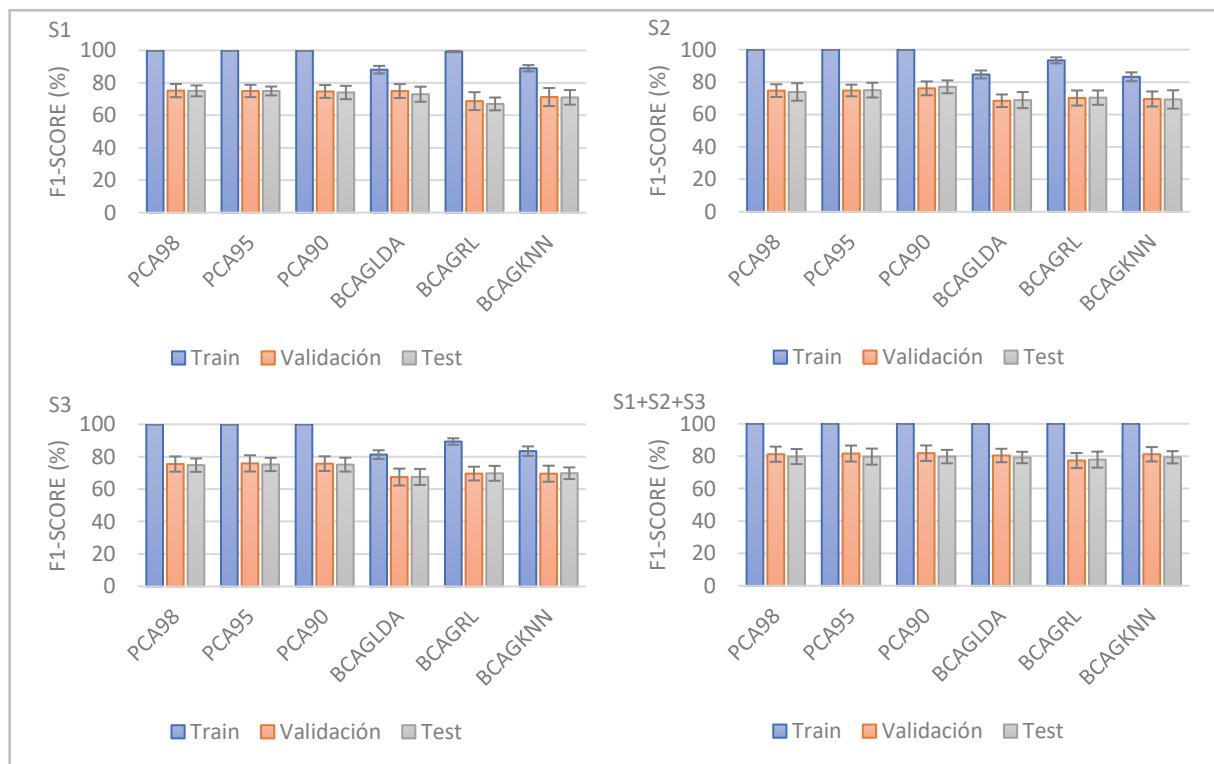 S1
F1-SCORE (%)
100
80
60
40
20
0
PCA98
PCA95
PCA90
BCAGLDA
BCAGRL
BCAGKNN
Train Validación Test
S2
F1-SCORE (%)
100
80
60
40
20
0
PCA98
PCA95
PCA90
BCAGLDA
BCAGRL
BCAGKNN
Train Validación Test
S3
F1-SCORE (%)
100
80
60
40
20
0
PCA98
PCA95
PCA90
BCAGLDA
BCAGRL
BCAGKNN
Train Validación Test
S1+S2+S3
F1-SCORE (%)
100
80
60
40
20
0
PCA98
PCA95
PCA90
BCAGLDA
BCAGRL
BCAGKNN
Train Validación Test